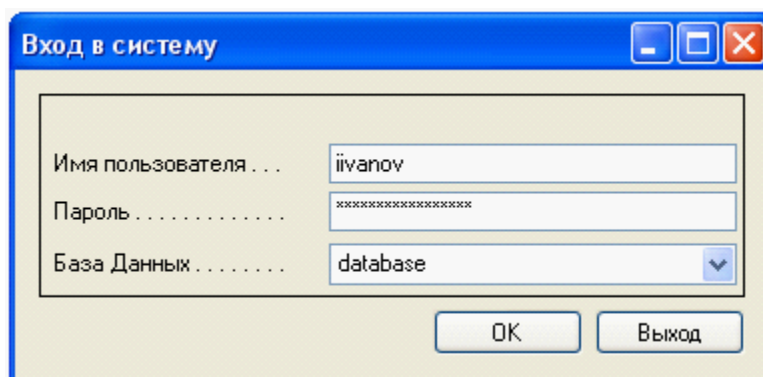 Вход в систему
Имя пользователя . . . iivanov
Пароль . . . . . . . . . . . . . *****************
База Данных . . . . . . . . database
OK Выход